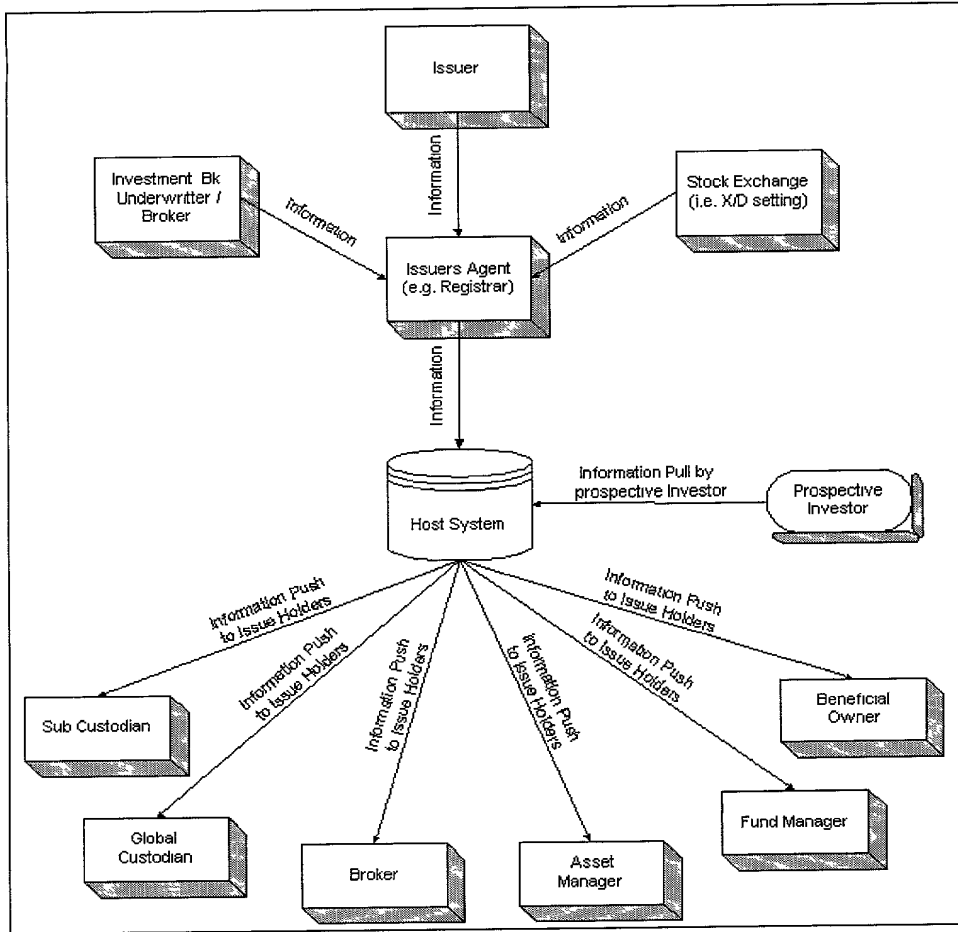 Issuer
Information
Investment Bk
Underwritter /
Broker
Information
Stock Exchange
(i.e. X/D setting)
Information
Issuers Agent
(e.g. Registrar)
Information
Host System
Information Pull by
prospective Investor
Prospective
Investor
Information Push
to Issue Holders
Information Push
to Issue Holders
Information Push
to Issue Holders
Information Push
to Issue Holders
Information Push
to Issue Holders
Information Push
to Issue Holders
Sub Custodian
Global
Custodian
Broker
Asset
Manager
Fund Manager
Beneficial
Owner